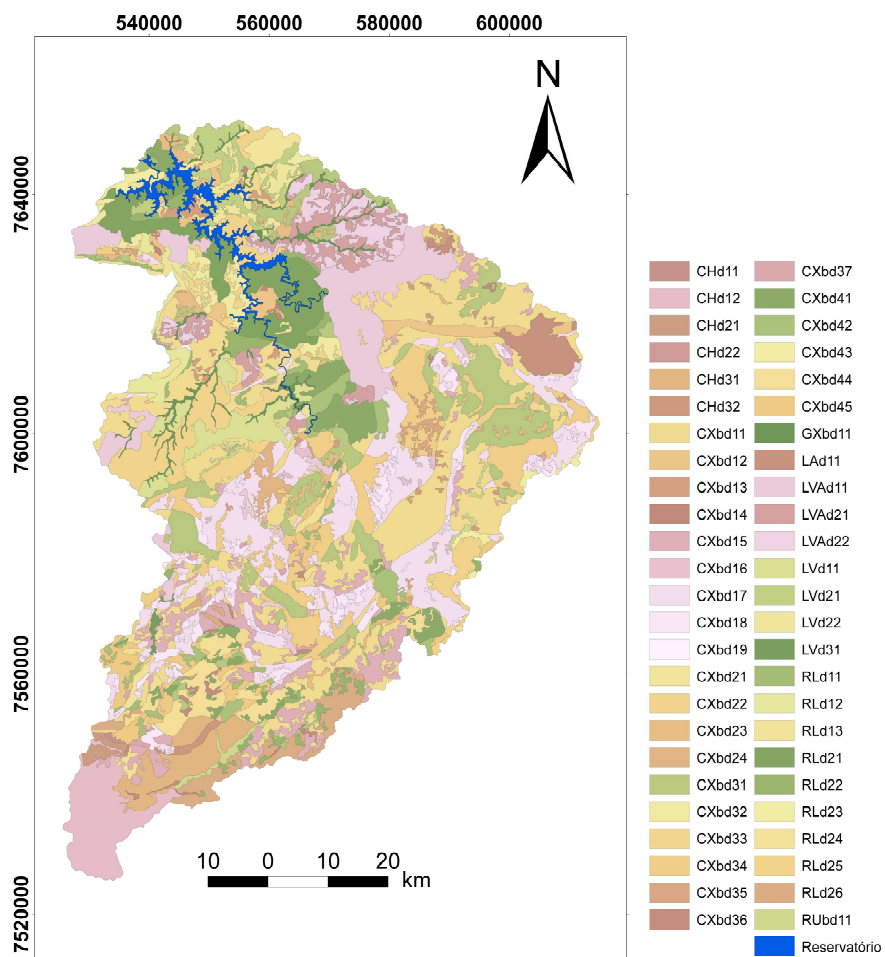 540000 560000 580000 600000
N
7640000
7600000
7560000
7520000
10 0 10 20
km
CHd11
CHd12
CHd21
CHd22
CHd31
CHd32
CXbd11
CXbd12
CXbd13
CXbd14
CXbd15
CXbd16
CXbd17
CXbd18
CXbd19
CXbd21
CXbd22
CXbd23
CXbd24
CXbd31
CXbd32
CXbd33
CXbd34
CXbd35
CXbd36
CXbd37
CXbd41
CXbd42
CXbd43
CXbd44
CXbd45
GXbd11
LAd11
LVAd11
LVAd21
LVAd22
LVd11
LVd21
LVd22
LVd31
RLd11
RLd12
RLd13
RLd21
RLd22
RLd23
RLd24
RLd25
RLd26
RUbd11
Reservatório